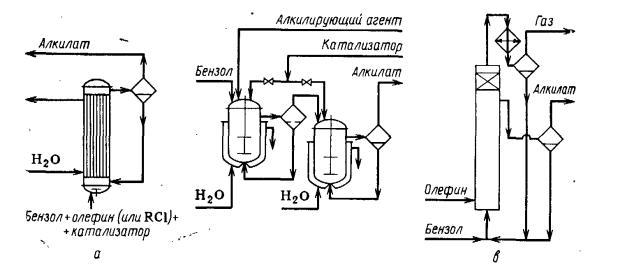 Алкилат
H₂O
Бензол+олефин (или RCl)+
+катализатор
а
Алкилирующий агент
Катализатор
Бензол
Алкилат
H₂O
H₂O
Газ
Алкилат
Олефин
Бензол
в